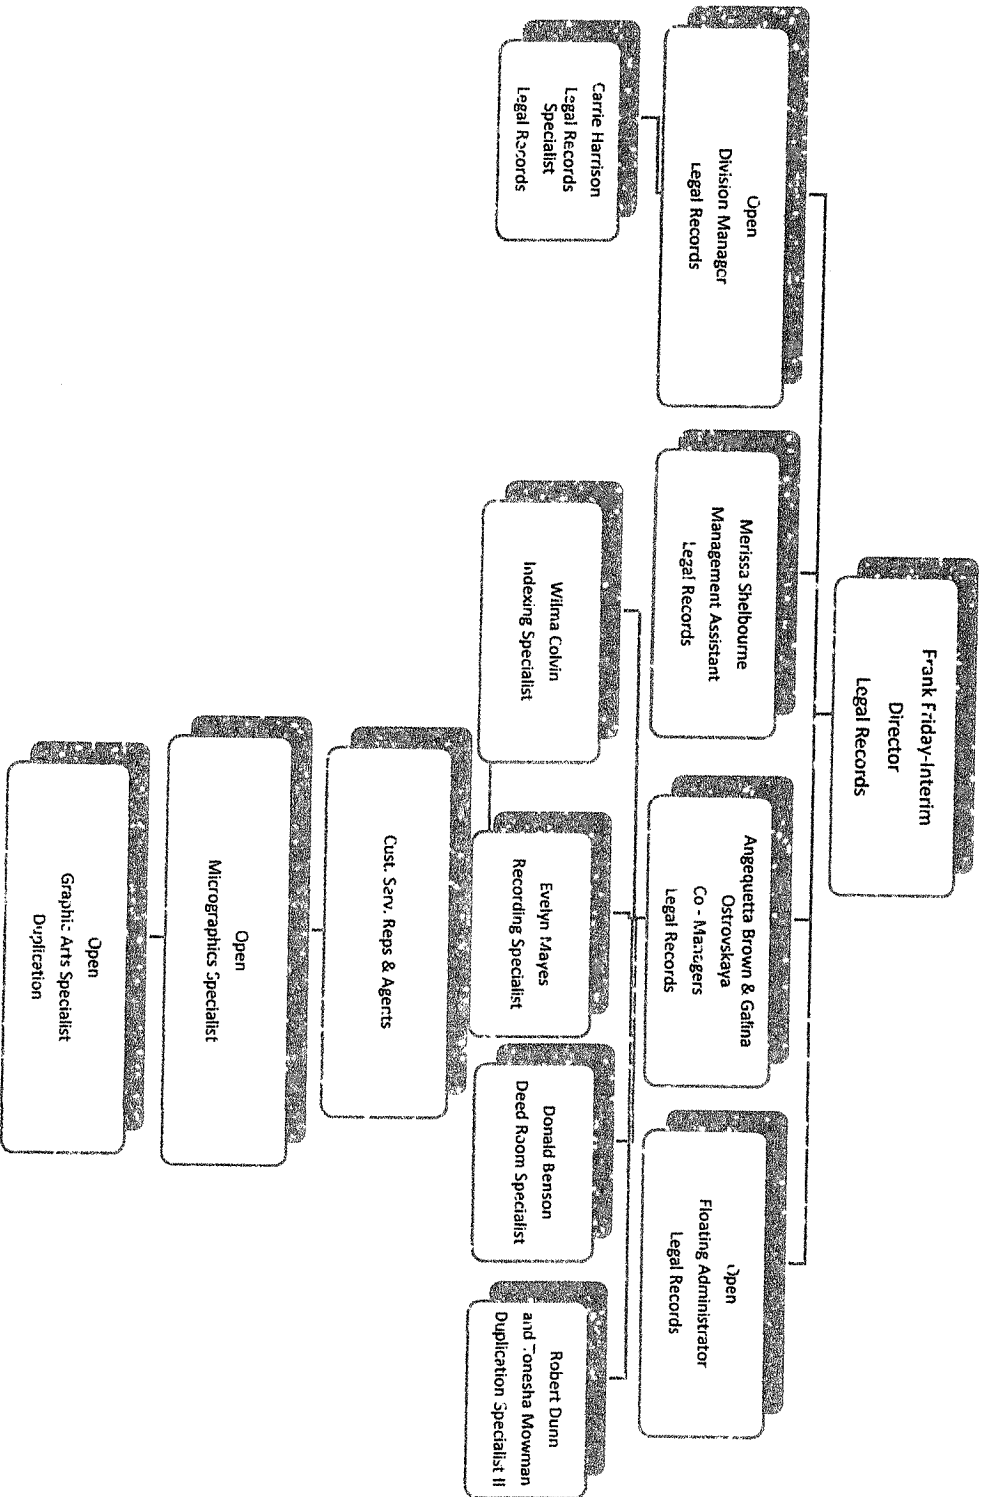 Frank Friday-Interim
Director
Legal Records
Open
Division Manager
Legal Records
Merissa Shelbourne
Management Assistant
Legal Records
Angequetta Brown & Galina
Ostrovskaya
Co - Managers
Legal Records
Open
Floating Administrator
Legal Records
Carrie Harrison
Legal Records
Specialist
Legal Records
Wilma Colvin
Indexing Specialist
Evelyn Mayes
Recording Specialist
Donald Benson
Deed Room Specialist
Robert Dunn
and Tonesha Mowman
Duplication Specialist II
Cust. Serv. Reps & Agents
Open
Micrographics Specialist
Open
Graphic Arts Specialist
Duplication